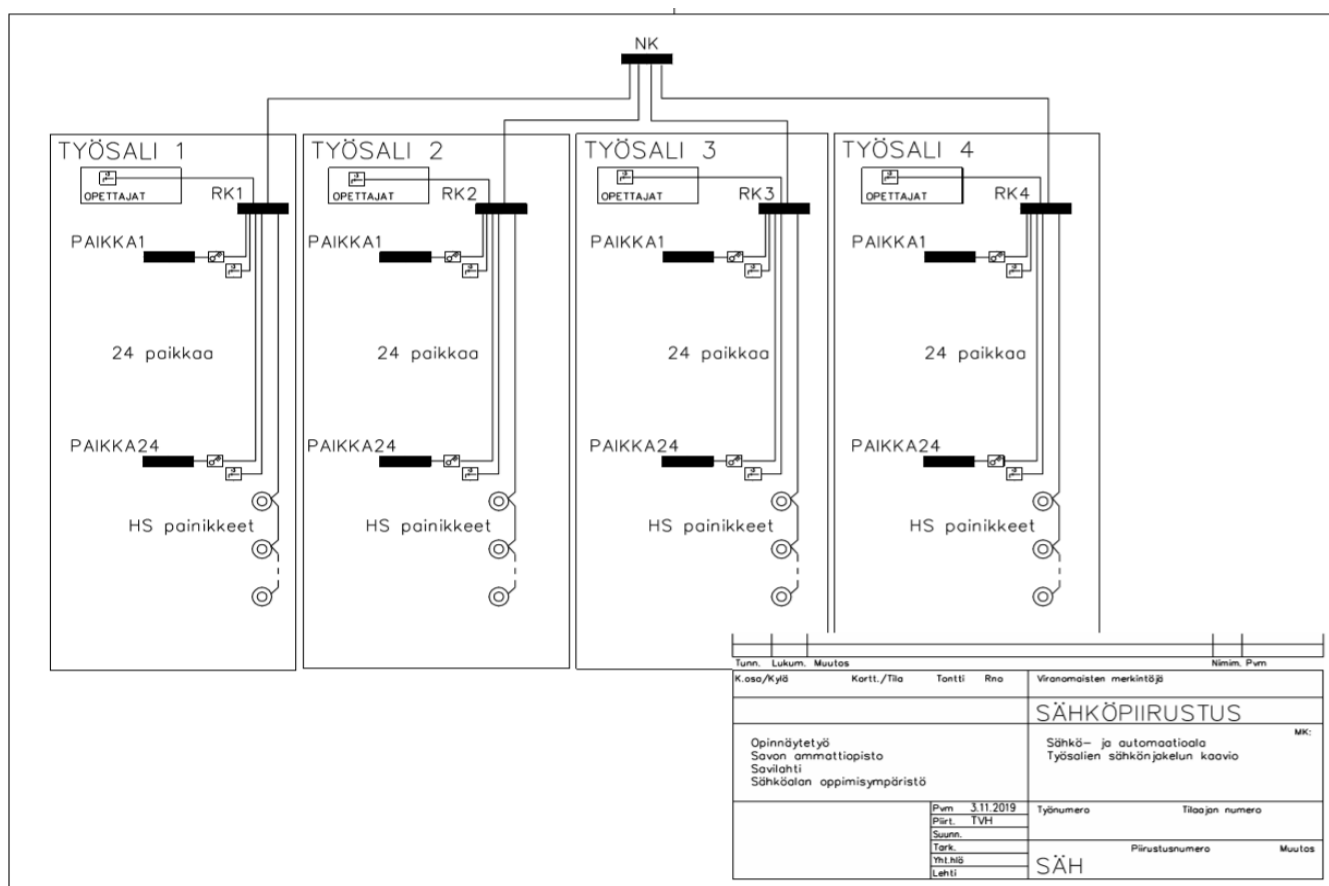 NK
TYÖSALI 1
OPETTAJAT
RK1
PAIKKA1
24 paikkaa
PAIKKA24
HS painikkeet
TYÖSALI 2
OPETTAJAT
RK2
PAIKKA1
24 paikkaa
PAIKKA24
HS painikkeet
TYÖSALI 3
OPETTAJAT
RK3
PAIKKA1
24 paikkaa
PAIKKA24
HS painikkeet
TYÖSALI 4
OPETTAJAT
RK4
PAIKKA1
24 paikkaa
PAIKKA24
HS painikkeet
Tunn. Lukum. Muutos Nimim. Pvm
K.osa/Kylä Kortt./Tila Tontti Rno Viranomaisten merkintöjä
SÄHKÖPIIRUSTUS
MK:
Opinnäytetyö
Savon ammattiopisto
Savilahti
Sähköalan oppimisympäristö
Sähkö- ja automaatioala
Työsalien sähkönjakelun kaavio
Pvm 3.11.2019
Piirt. TVH
Suunn.
Tark.
Yht.hlö
Lehti
Työnumero Tilaajan numero
Piirustusnumero Muutos
SÄH